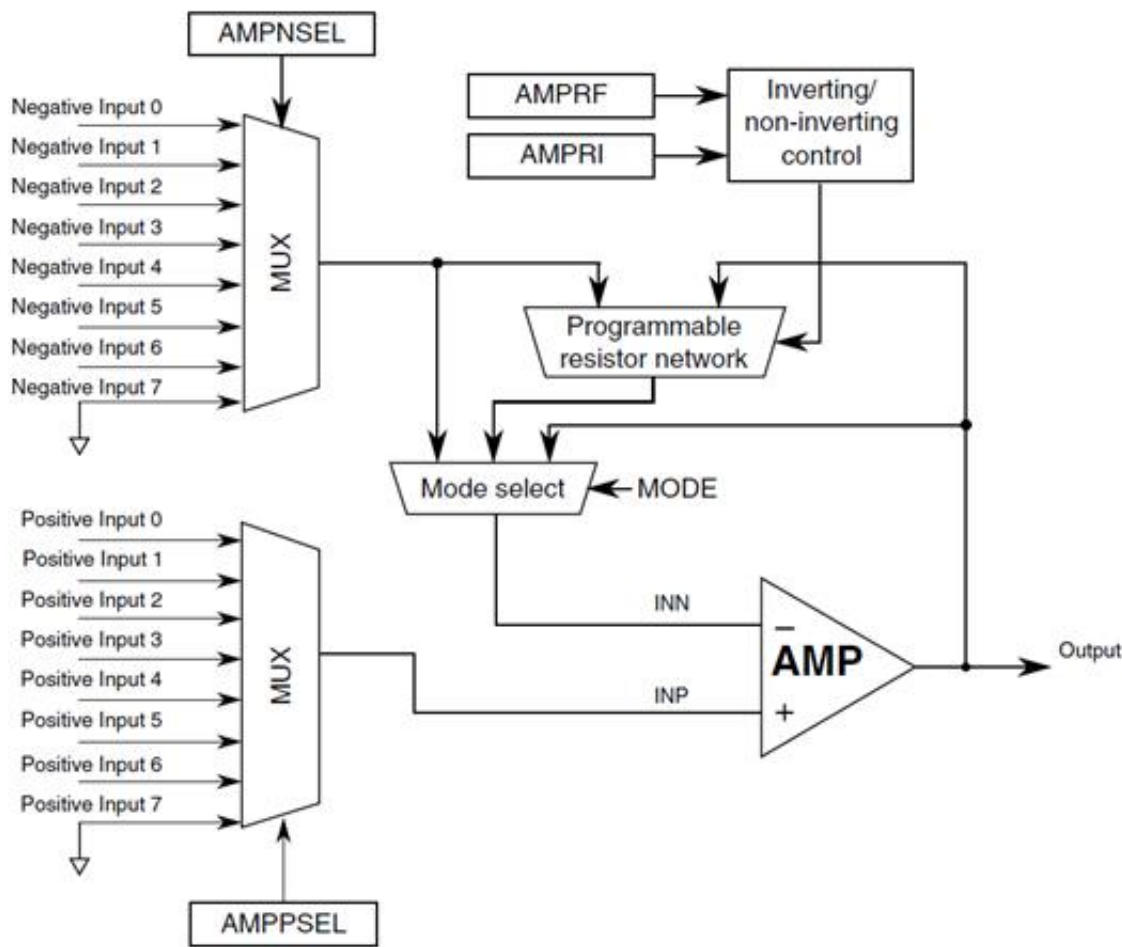 AMPNSEL
Negative Input 0
Negative Input 1
Negative Input 2
Negative Input 3
Negative Input 4
Negative Input 5
Negative Input 6
Negative Input 7
MUX
AMPRF
AMPRI
Inverting/
non-inverting
control
Programmable
resistor network
Mode select
MODE
Positive Input 0
Positive Input 1
Positive Input 2
Positive Input 3
Positive Input 4
Positive Input 5
Positive Input 6
Positive Input 7
MUX
INN
INP
−
AMP
+
Output
AMPPSEL